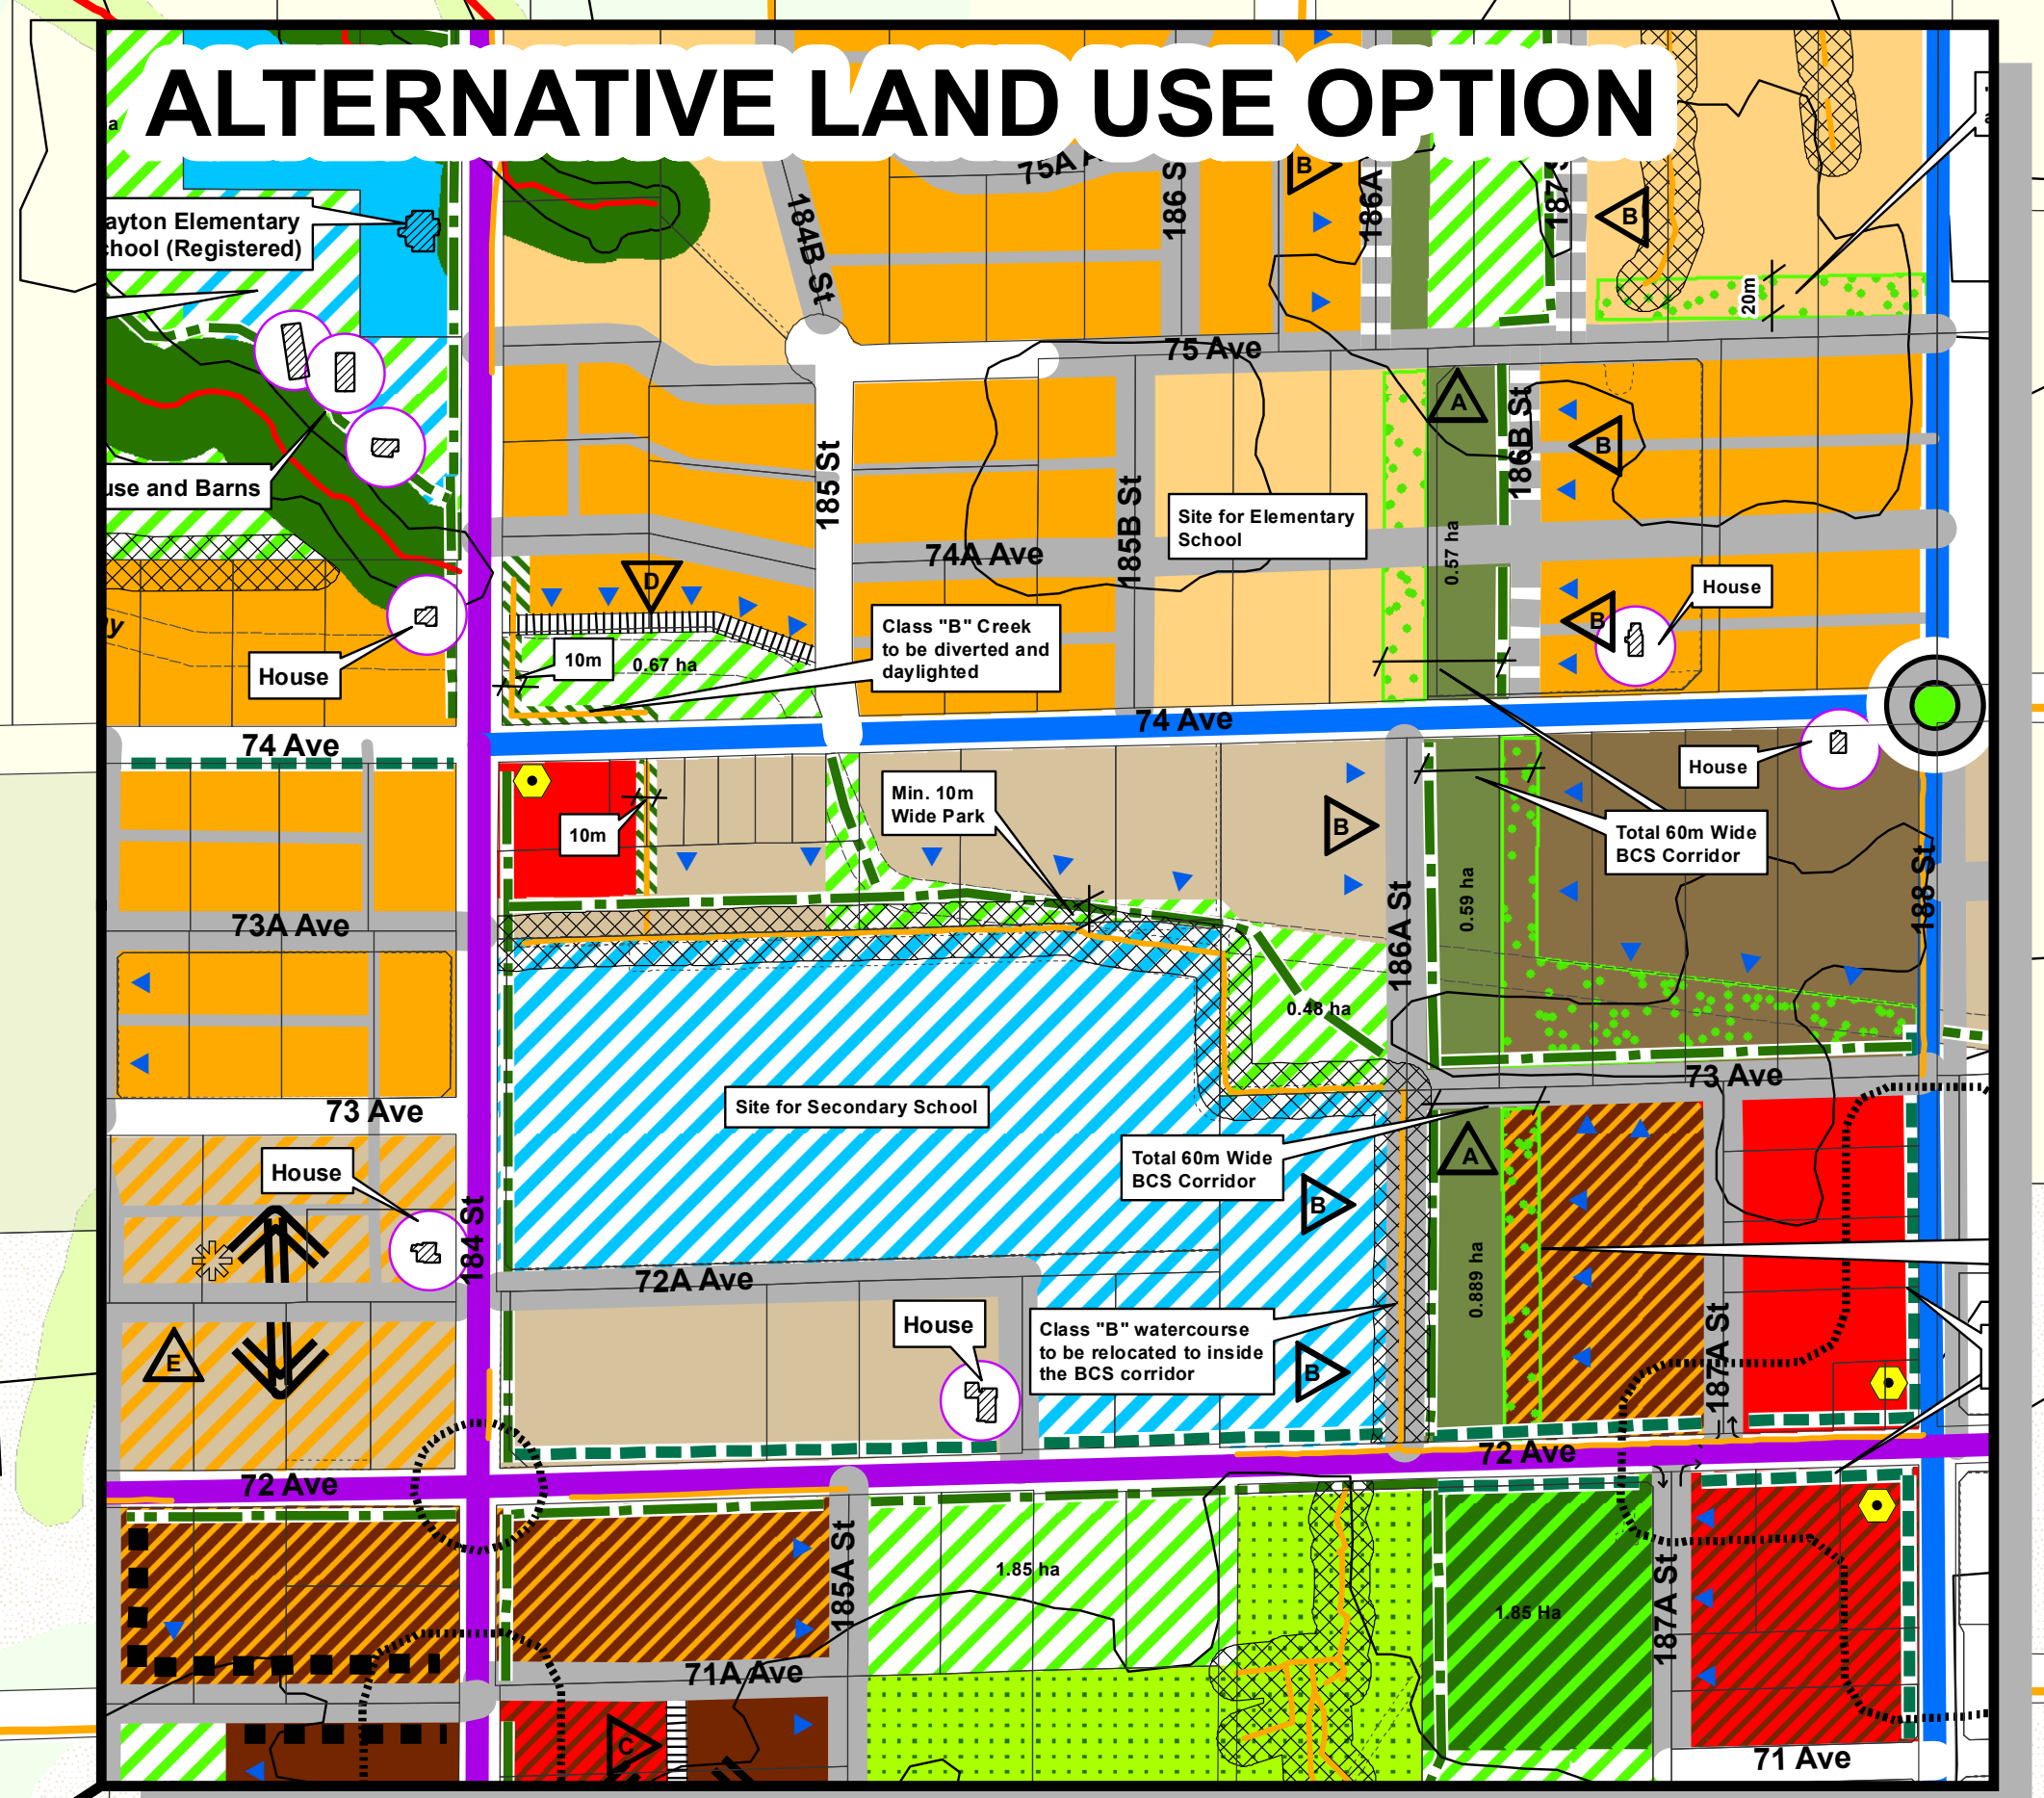 ALTERNATIVE LAND USE OPTION
a
75A A
B
186 S
186A
187 S
B
ayton Elementary
chool (Registered)
184B St
20m
75 Ave
use and Barns
A
186B St
B
185 St
185B St
Site for Elementary
School
74A Ave
0.57 ha
D
House
B
Class "B" Creek
to be diverted and
daylighted
10m
0.67 ha
House
74 Ave
74 Ave
House
Min. 10m
Wide Park
10m
B
Total 60m Wide
BCS Corridor
0.59 ha
188 St
73A Ave
186A St
0.48 ha
73 Ave
Site for Secondary School
73 Ave
House
Total 60m Wide
BCS Corridor
A
B
184 St
72A Ave
0.889 ha
House
Class "B" watercourse
to be relocated to inside
the BCS corridor
187A St
E
B
72 Ave
72 Ave
185A St
1.85 ha
1.85 Ha
187A St
71A Ave
C
71 Ave